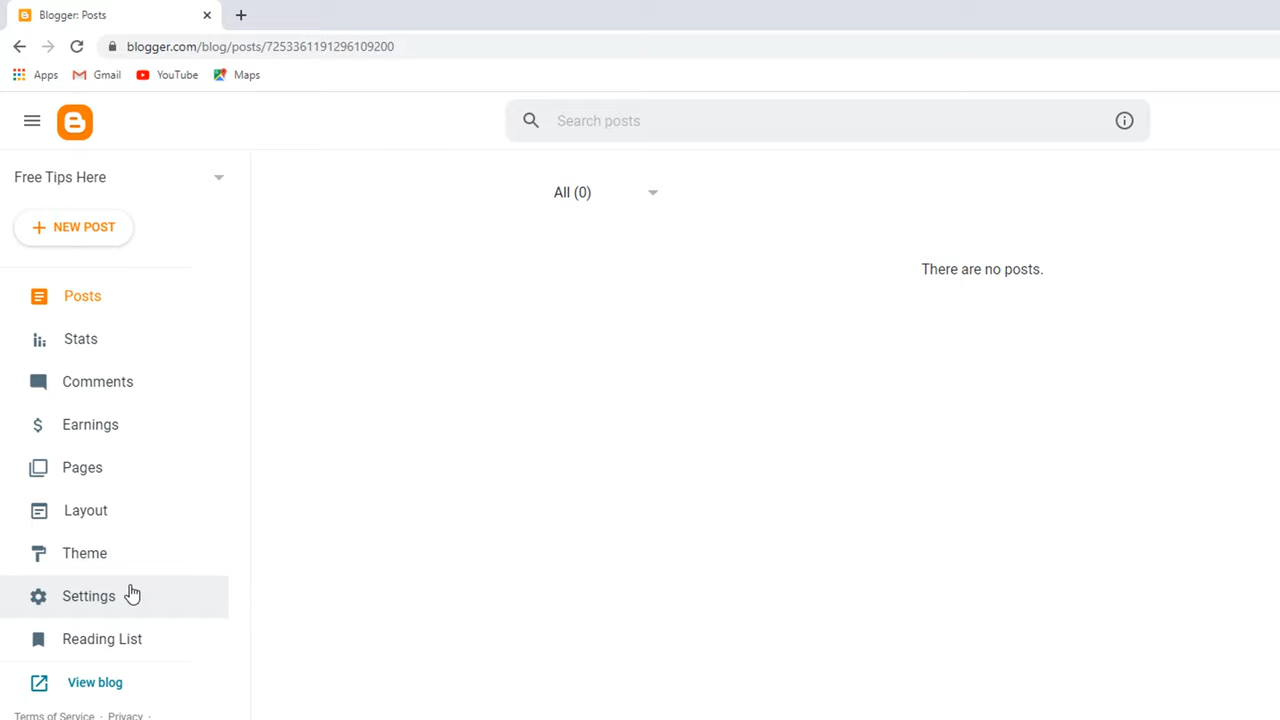 Blogger: Posts
blogger.com/blog/posts/7253361191296109200
Apps Gmail YouTube Maps
Search posts
Free Tips Here
All (0)
NEW POST
There are no posts.
Posts
Stats
Comments
Earnings
Pages
Layout
Theme
Settings
Reading List
View blog
Terms of Service · Privacy ·